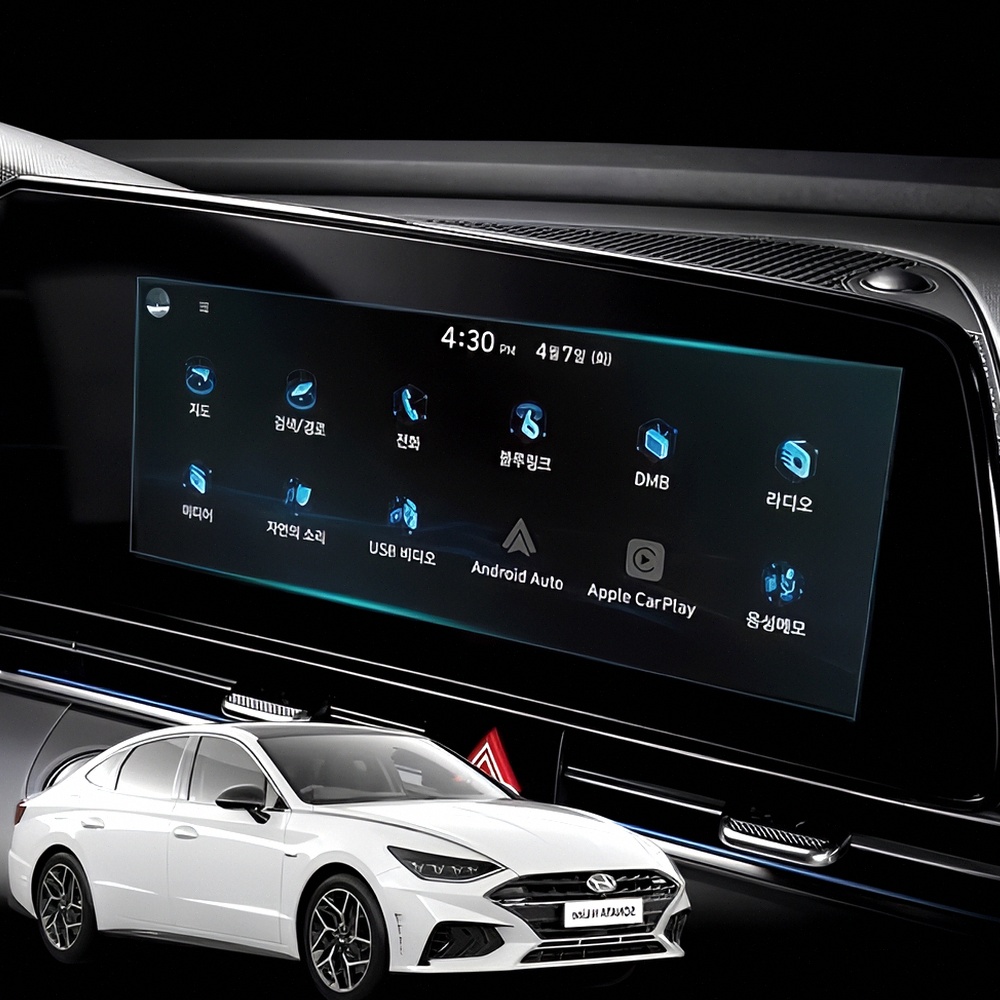 4:30 PM 4월 7일 (화)
지도
검색/경로
전화
블루링크
DMB
라디오
미디어
자연의 소리
USB 비디오
Android Auto
Apple CarPlay
음성메모
SONATA N Line